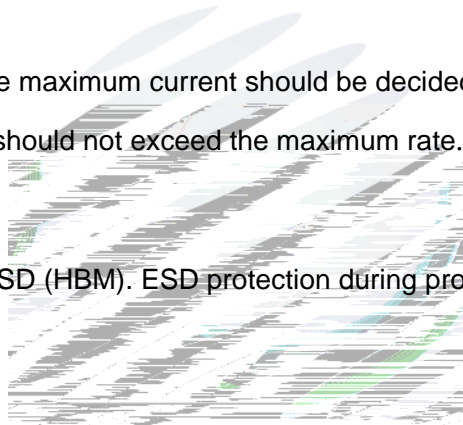 e maximum current should be decided
should not exceed the maximum rate.
SD (HBM). ESD protection during pro